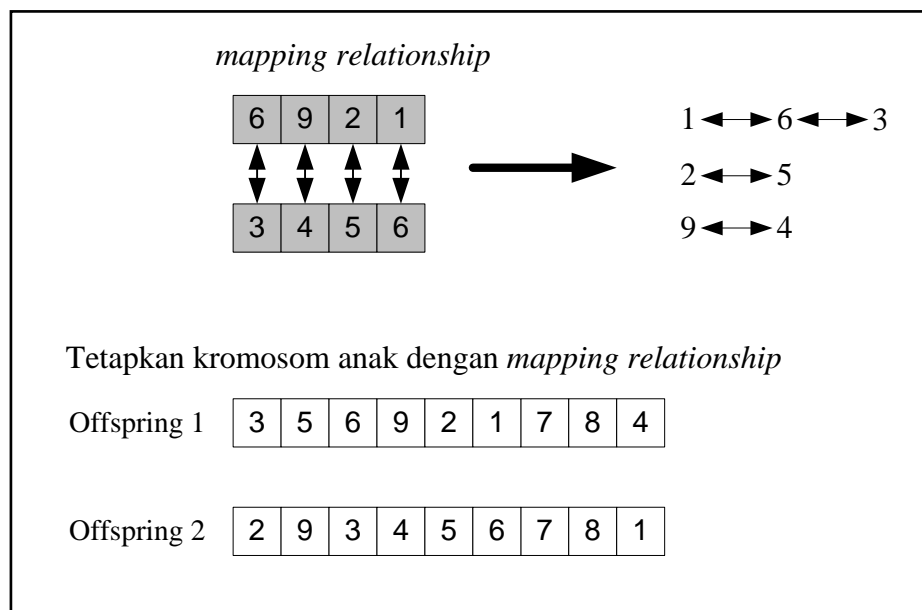 mapping relationship
6 9 2 1
3 4 5 6
1 6 3
2 5
9 4
Tetapkan kromosom anak dengan mapping relationship
Offspring 1 3 5 6 9 2 1 7 8 4
Offspring 2 2 9 3 4 5 6 7 8 1